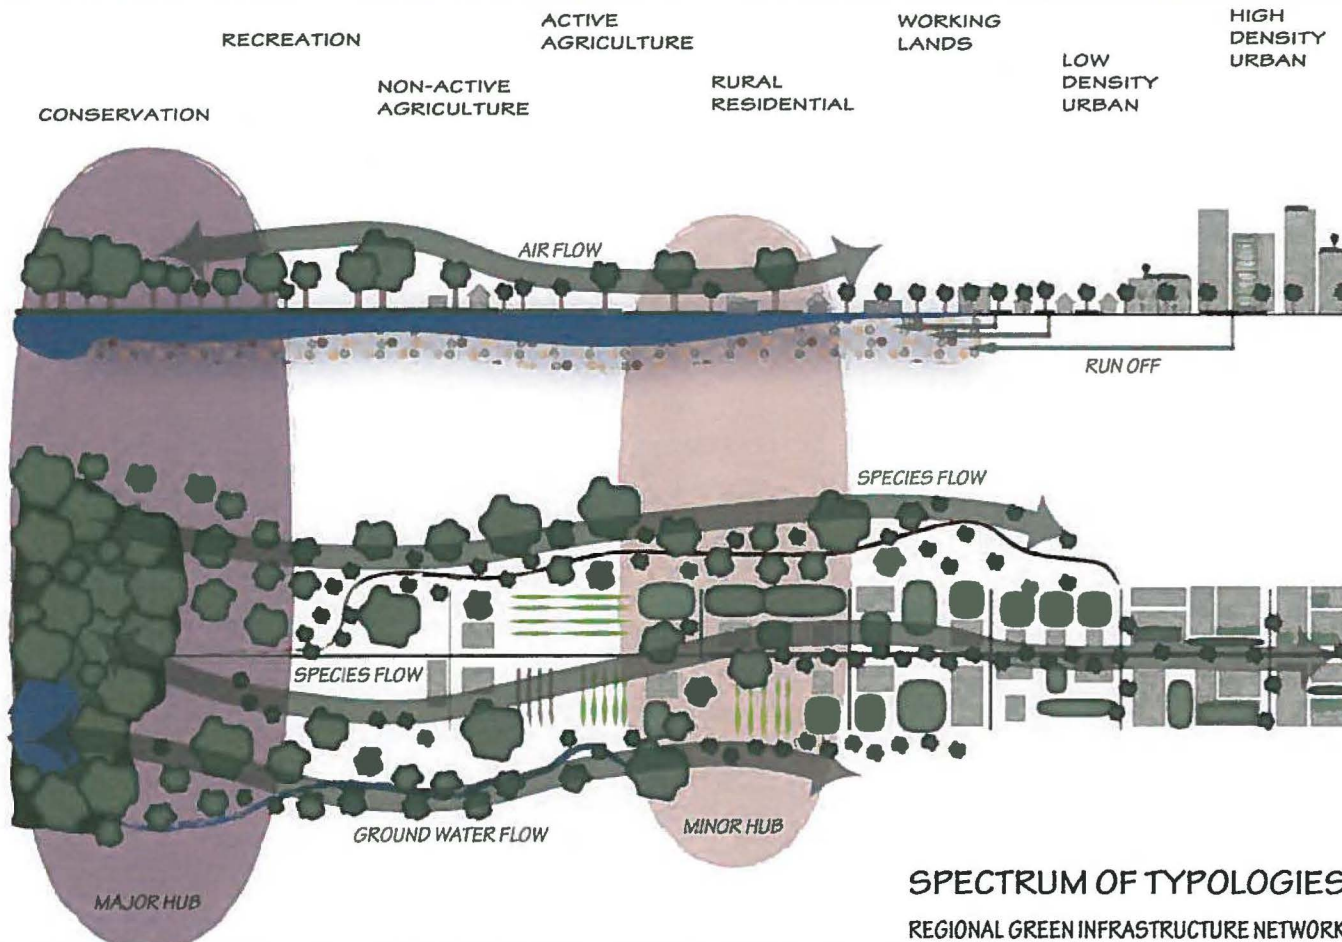 CONSERVATION
RECREATION
NON-ACTIVE
AGRICULTURE
ACTIVE
AGRICULTURE
RURAL
RESIDENTIAL
WORKING
LANDS
LOW
DENSITY
URBAN
HIGH
DENSITY
URBAN
AIR FLOW
RUN OFF
SPECIES FLOW
SPECIES FLOW
GROUND WATER FLOW
MINOR HUB
MAJOR HUB
SPECTRUM OF TYPOLOGIES
REGIONAL GREEN INFRASTRUCTURE NETWORK